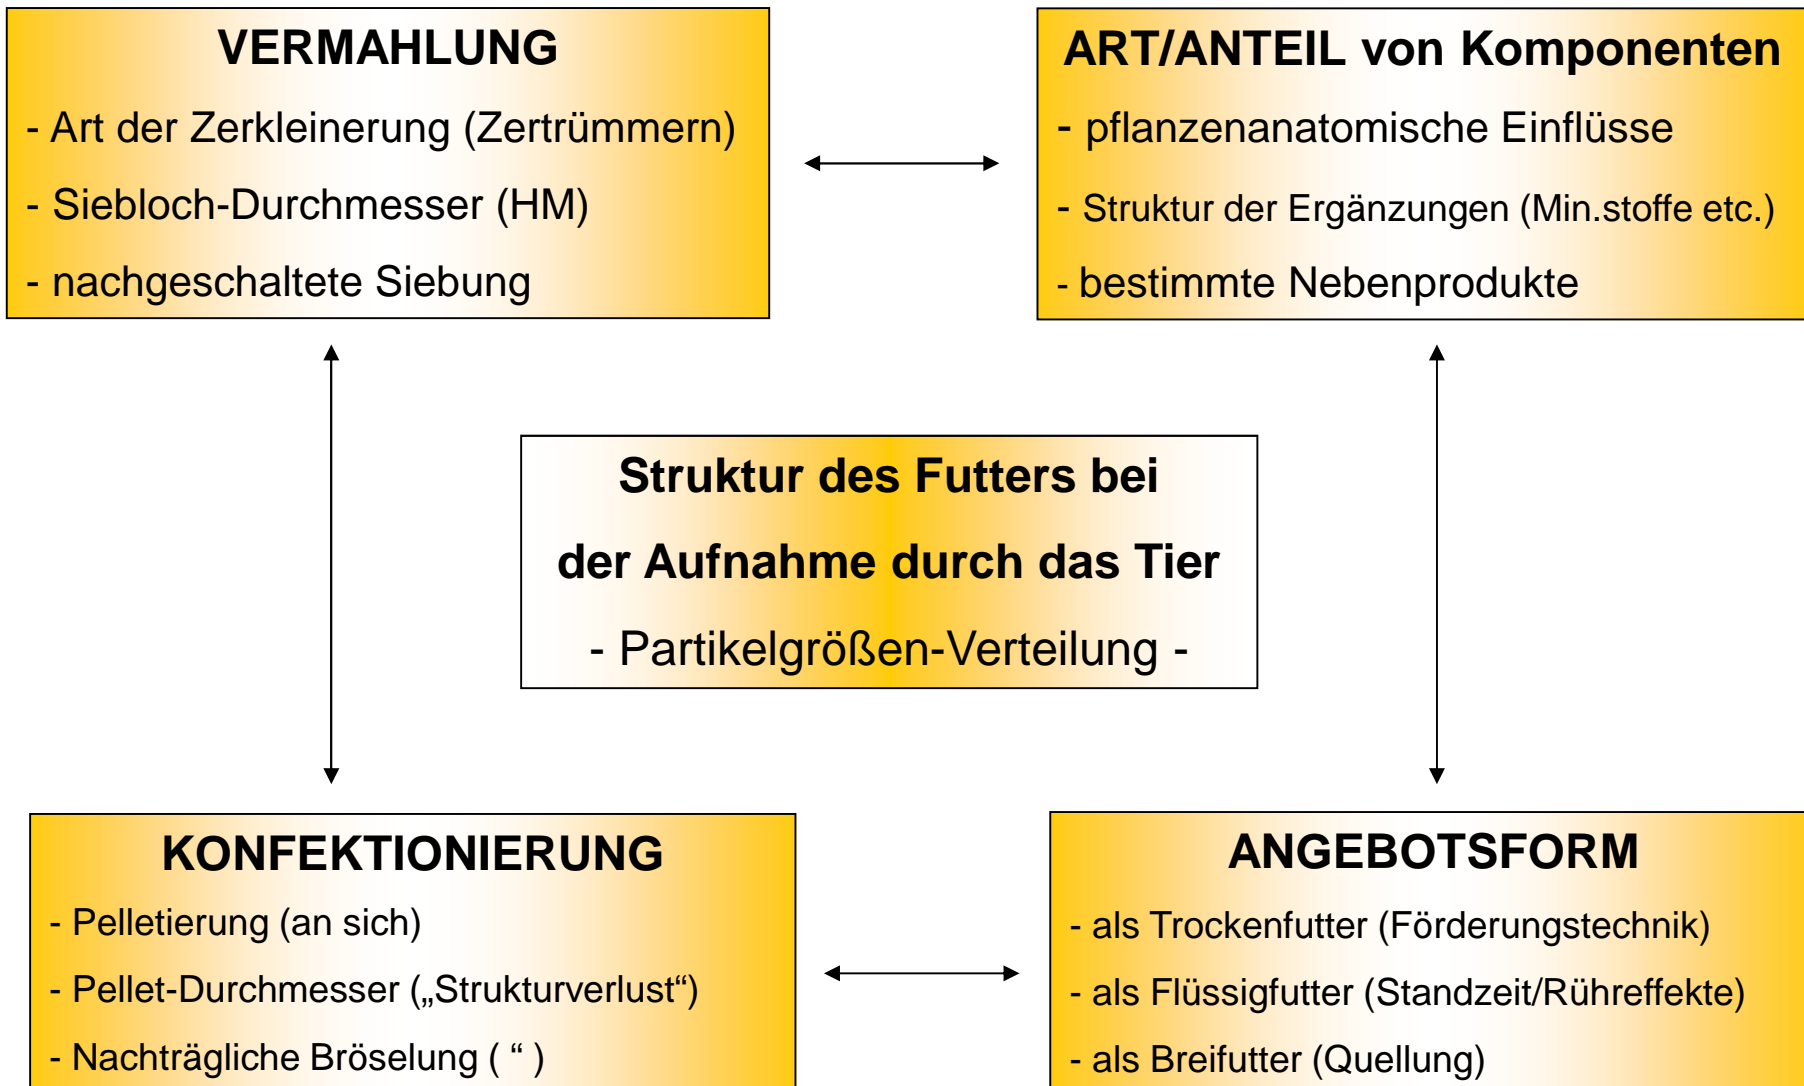 VERMAHLUNG
- Art der Zerkleinerung (Zertrümmern)
- Siebloch-Durchmesser (HM)
- nachgeschaltete Siebung
ART/ANTEIL von Komponenten
- pflanzenanatomische Einflüsse
- Struktur der Ergänzungen (Min.stoffe etc.)
- bestimmte Nebenprodukte
Struktur des Futters bei
der Aufnahme durch das Tier
- Partikelgrößen-Verteilung -
KONFEKTIONIERUNG
- Pelletierung (an sich)
- Pellet-Durchmesser („Strukturverlust“)
- Nachträgliche Bröselung ( “ )
ANGEBOTSFORM
- als Trockenfutter (Förderungstechnik)
- als Flüssigfutter (Standzeit/Rühreffekte)
- als Breifutter (Quellung)